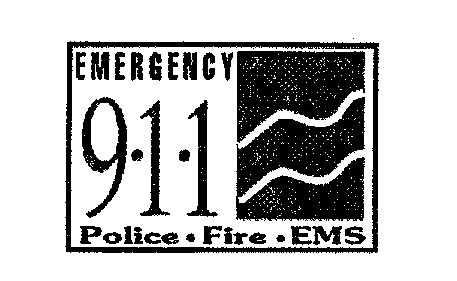 EMERGENCY
9•1•1
Police • Fire • EMS